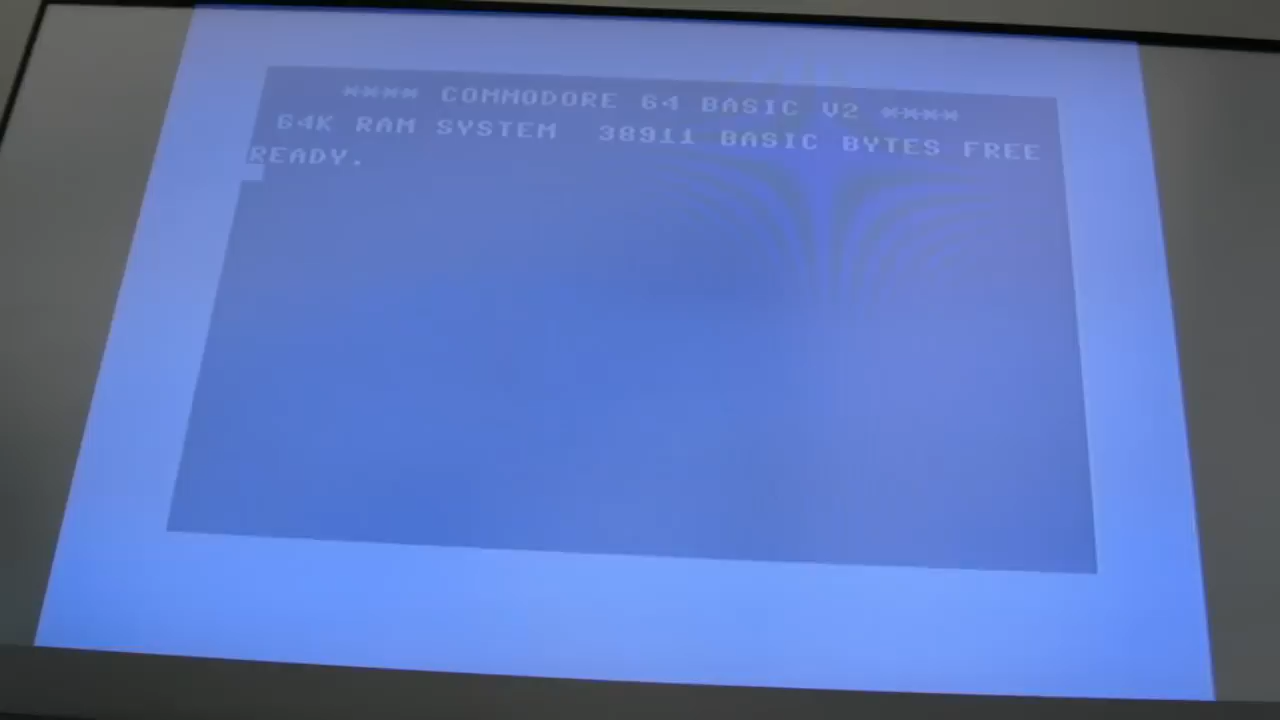 **** COMMODORE 64 BASIC V2 ****
64K RAM SYSTEM  38911 BASIC BYTES FREE
READY.